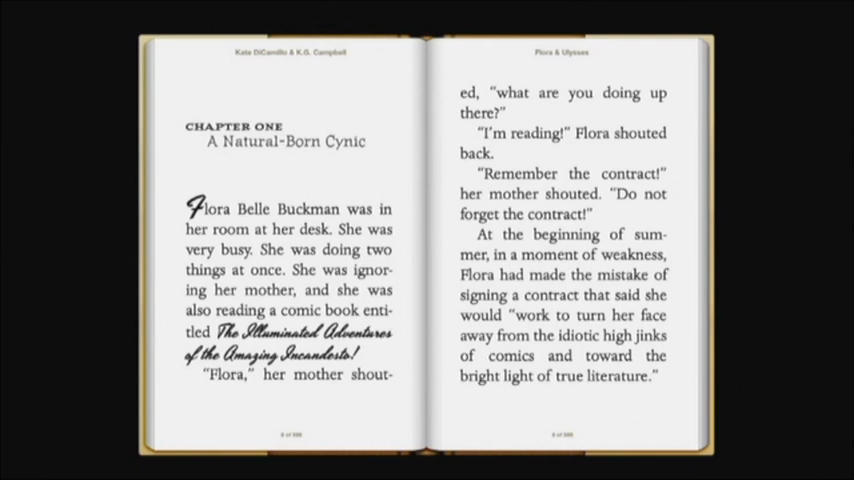 Kate DiCamillo & K.G. Campbell
CHAPTER ONE
A Natural-Born Cynic
Flora Belle Buckman was in
her room at her desk. She was
very busy. She was doing two
things at once. She was ignor-
ing her mother, and she was
also reading a comic book enti-
tled The Illuminated Adventures
of the Amazing Incandesto!
"Flora," her mother shout-
Flora & Ulysses
ed, "what are you doing up
there?"
"I'm reading!" Flora shouted
back.
"Remember the contract!"
her mother shouted. "Do not
forget the contract!"
At the beginning of sum-
mer, in a moment of weakness,
Flora had made the mistake of
signing a contract that said she
would "work to turn her face
away from the idiotic high jinks
of comics and toward the
bright light of true literature."